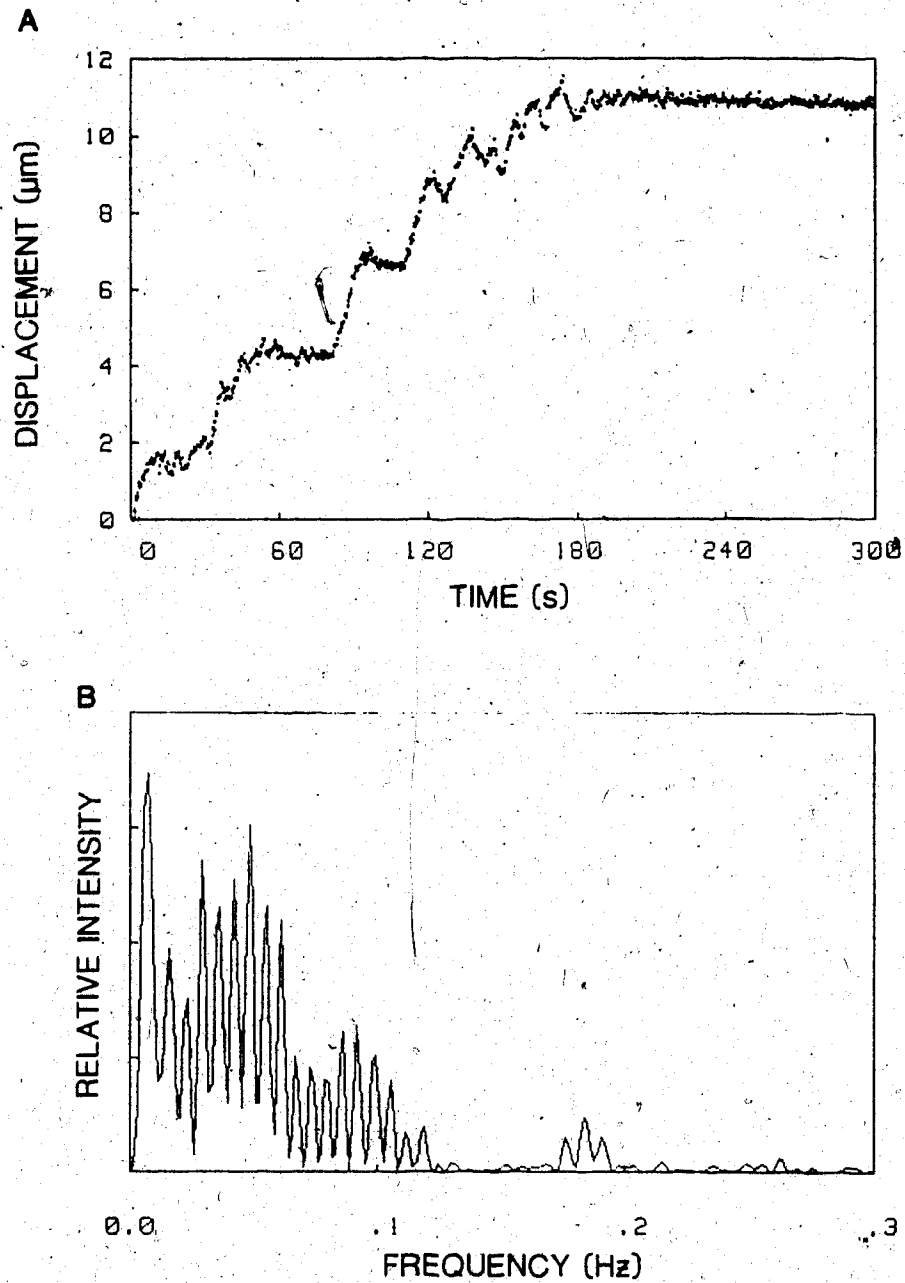 A
12
10
8
6
4
2
0
DISPLACEMENT (µm)
0 60 120 180 240 300
TIME (s)
B
RELATIVE INTENSITY
0.0 .1 .2 .3
FREQUENCY (Hz)